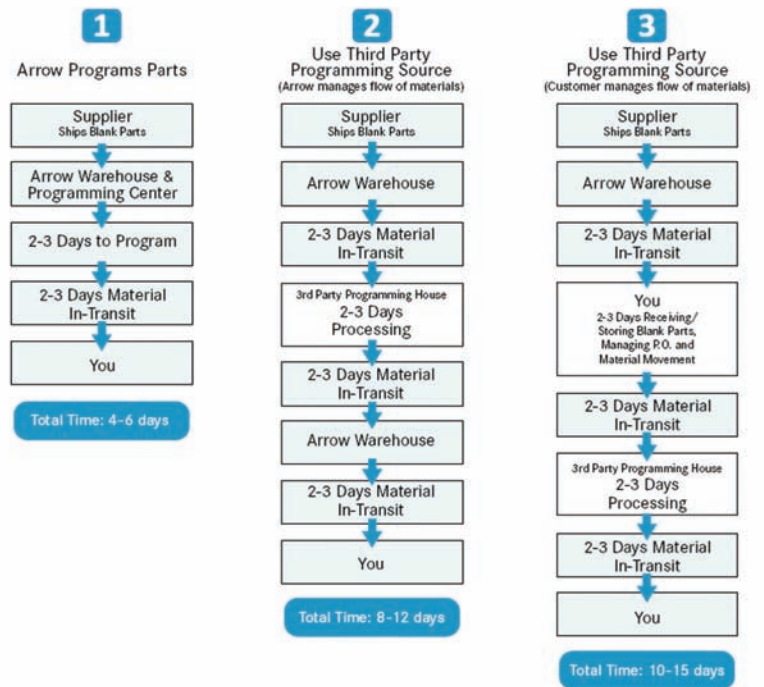 1
Arrow Programs Parts
Supplier
Ships Blank Parts
Arrow Warehouse &
Programming Center
2-3 Days to Program
2-3 Days Material
In-Transit
You
Total Time: 4-6 days
2
Use Third Party
Programming Source
(Arrow manages flow of materials)
Supplier
Ships Blank Parts
Arrow Warehouse
2-3 Days Material
In-Transit
3rd Party Programming House
2-3 Days
Processing
2-3 Days Material
In-Transit
Arrow Warehouse
2-3 Days Material
In-Transit
You
Total Time: 8-12 days
3
Use Third Party
Programming Source
(Customer manages flow of materials)
Supplier
Ships Blank Parts
Arrow Warehouse
2-3 Days Material
In-Transit
You
2-3 Days Receiving/
Storing Blank Parts,
Managing P.O. and
Material Movement
2-3 Days Material
In-Transit
3rd Party Programming House
2-3 Days
Processing
2-3 Days Material
In-Transit
You
Total Time: 10-15 days